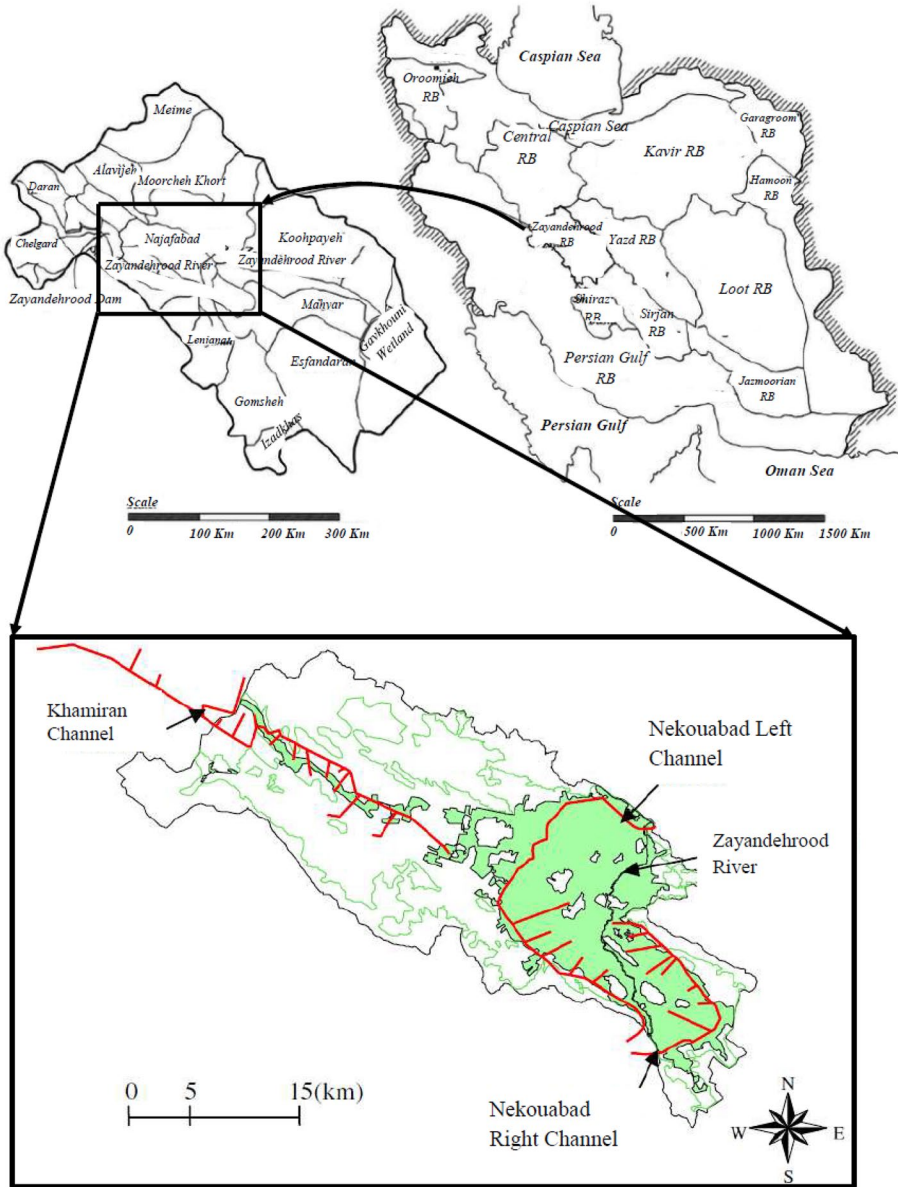 Meime
Alavijeh
Moorcheh Khort
Daran
Najafabad
Chelgard
Koohpayeh
Zayandehrood River
Zayandehrood River
Zayandehrood Dam
Mahyar
Lenjanat
Esfandaran
Gavkhouni
Wetland
Gomsheh
Izadkhas
Scale
0
100 Km
200 Km
300 Km
Caspian Sea
Oroomieh
RB
Caspian Sea
Central
RB
Garagroom
RB
Kavir RB
Hamoon
RB
Zayandehrood
RB
Yazd RB
Loot RB
Shiraz
RB
Sirjan
RB
Persian Gulf
RB
Jazmoorian
RB
Persian Gulf
Oman Sea
Scale
0
500 Km
1000 Km
1500 Km
Khamiran
Channel
Nekouabad Left
Channel
Zayandehrood
River
Nekouabad
Right Channel
0 5 15(km)
N
W E
S